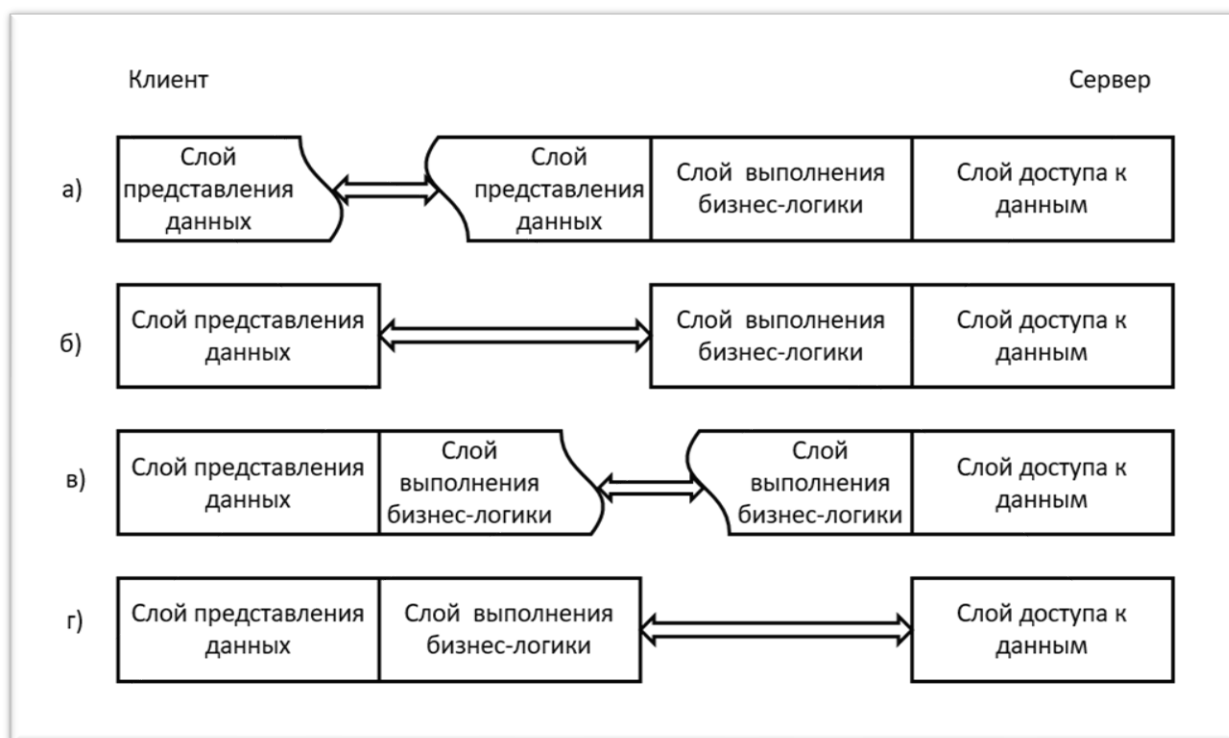 Клиент
Сервер
а)
Слой
представления
данных
Слой
представления
данных
Слой выполнения
бизнес-логики
Слой доступа к
данным
б)
Слой представления
данных
Слой выполнения
бизнес-логики
Слой доступа к
данным
в)
Слой представления
данных
Слой
выполнения
бизнес-логики
Слой
выполнения
бизнес-логики
Слой доступа к
данным
г)
Слой представления
данных
Слой выполнения
бизнес-логики
Слой доступа к
данным